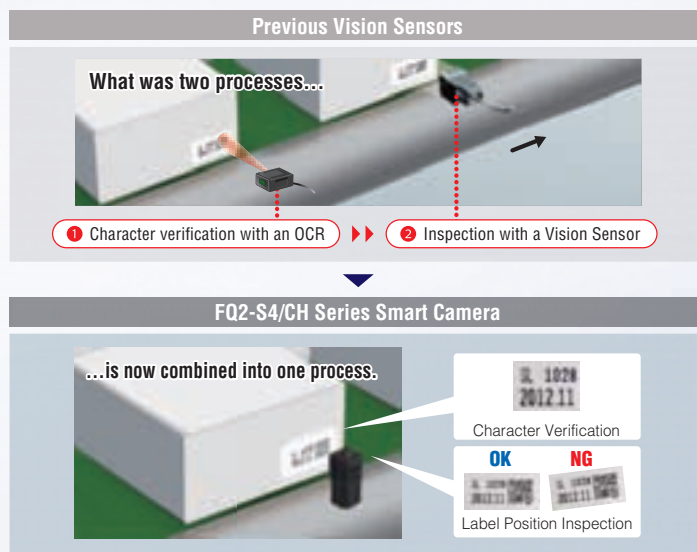 Previous Vision Sensors
What was two processes...
1 Character verification with an OCR
2 Inspection with a Vision Sensor
FQ2-S4/CH Series Smart Camera
...is now combined into one process.
1028
2012.11
Character Verification
OK NG
Label Position Inspection